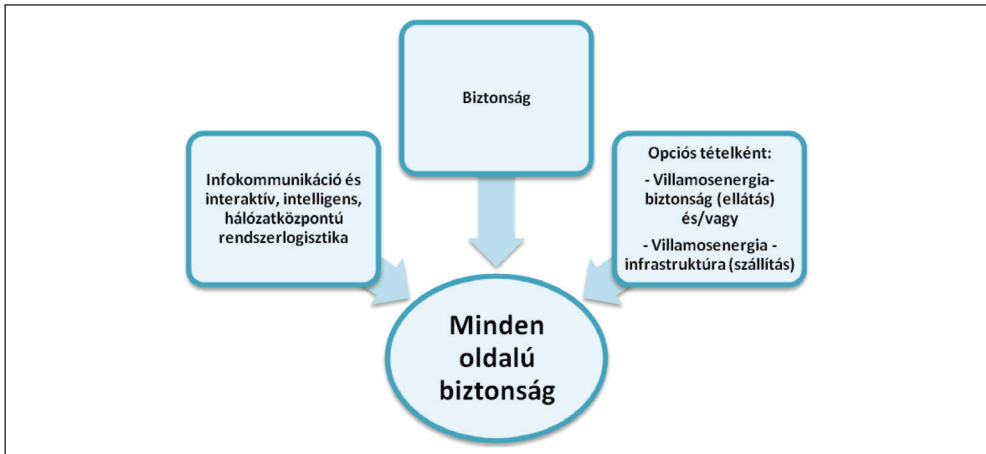 Biztonság
Infokommunikáció és
interaktív, intelligens,
hálózatközpontú
rendszerlogisztika
Opciós tételként:
- Villamosenergia-
biztonság (ellátás)
és/vagy
- Villamosenergia -
infrastruktúra (szállítás)
Minden
oldalú
biztonság